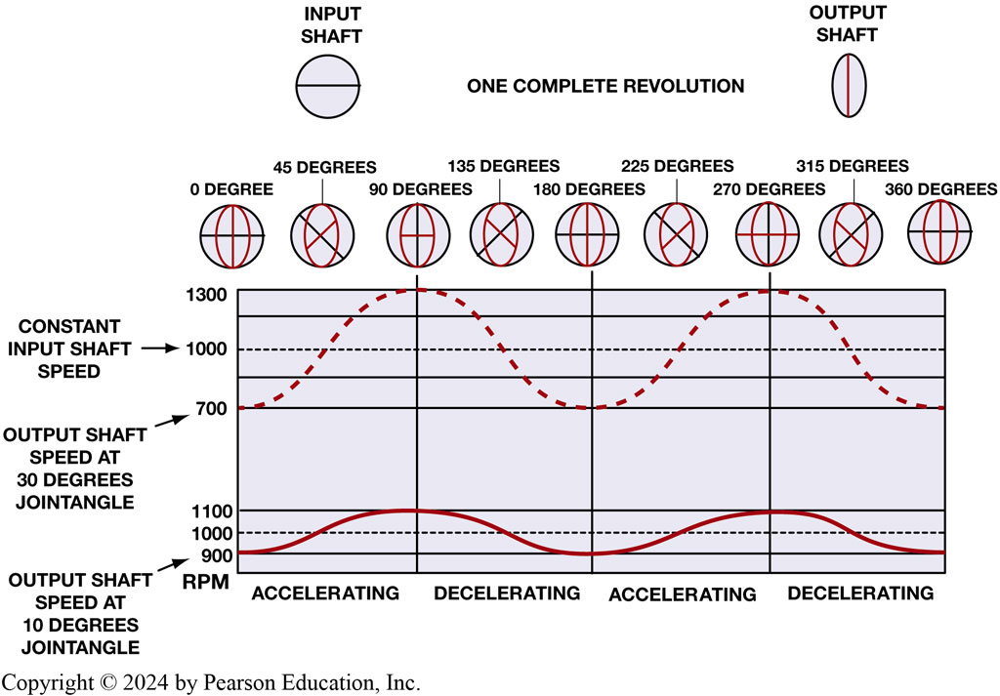 INPUT
SHAFT
OUTPUT
SHAFT
ONE COMPLETE REVOLUTION
45 DEGREES
135 DEGREES
225 DEGREES
315 DEGREES
0 DEGREE
90 DEGREES
180 DEGREES
270 DEGREES
360 DEGREES
1300
CONSTANT
INPUT SHAFT
SPEED
1000
700
OUTPUT SHAFT
SPEED AT
30 DEGREES
JOINTANGLE
1100
1000
900
RPM
OUTPUT SHAFT
SPEED AT
10 DEGREES
JOINTANGLE
ACCELERATING
DECELERATING
ACCELERATING
DECELERATING
Copyright © 2024 by Pearson Education, Inc.